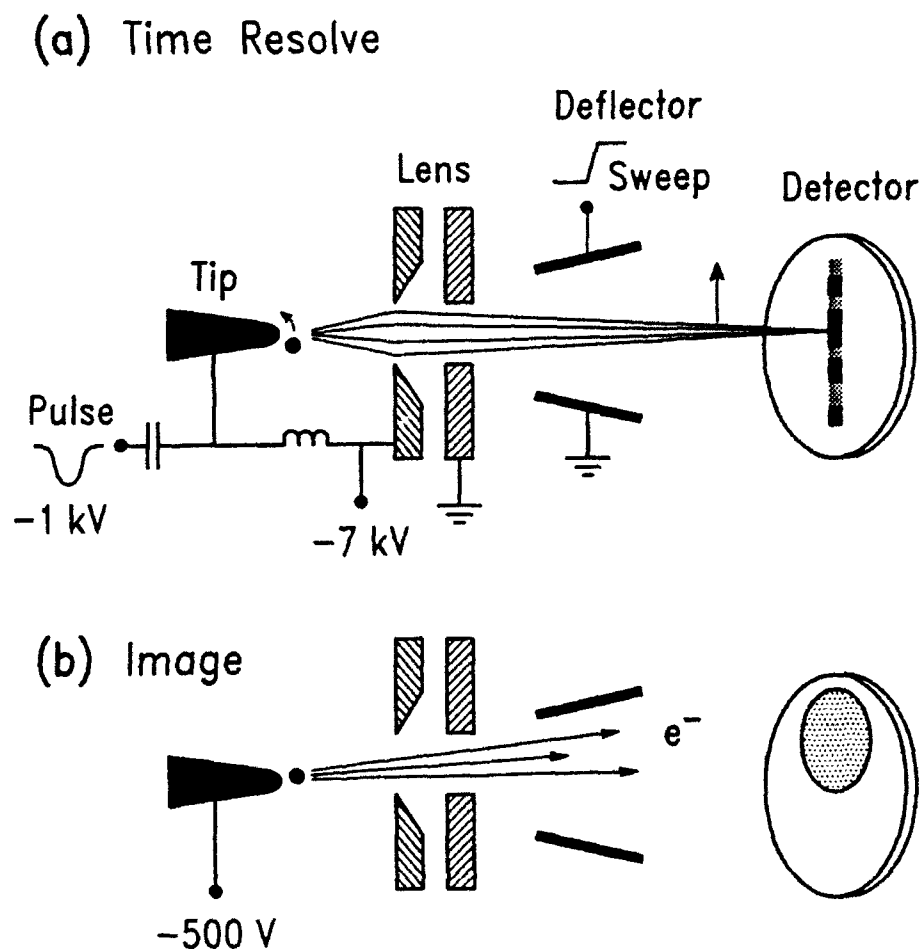 (a) Time Resolve
Deflector
Lens
Sweep
Detector
Tip
Pulse
-1 kV
-7 kV
(b) Image
e⁻
-500 V